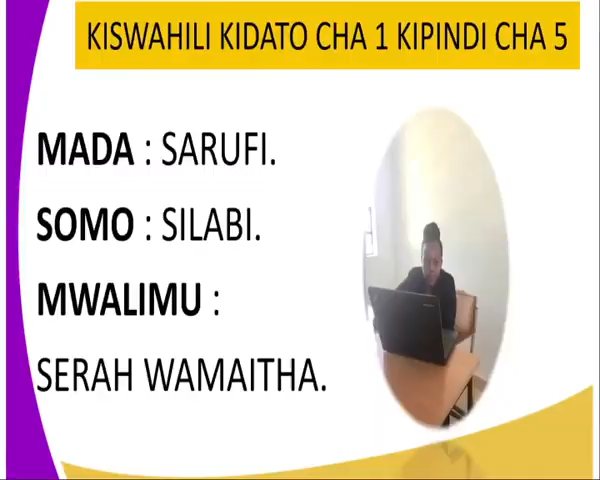 KISWAHILI KIDATO CHA 1 KIPINDI CHA 5
MADA : SARUFI.
SOMO : SILABI.
MWALIMU :
SERAH WAMAITHA.